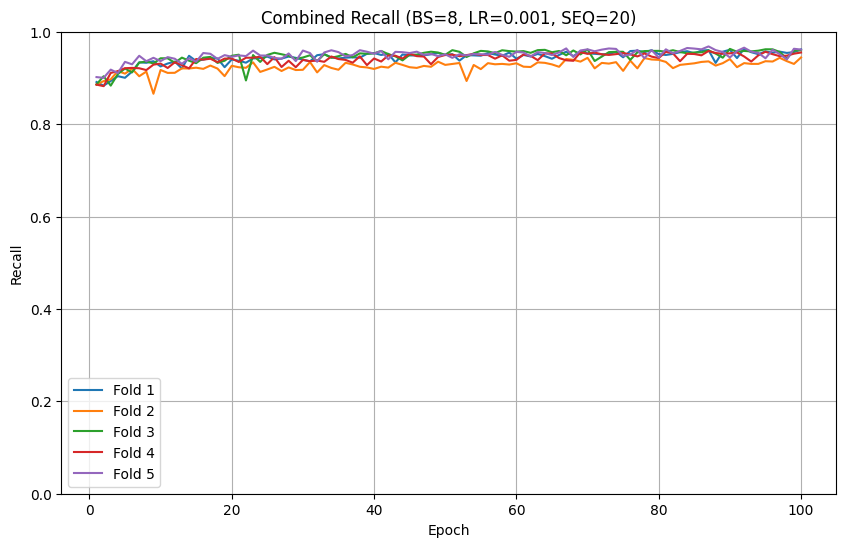 Combined Recall (BS=8, LR=0.001, SEQ=20)
Recall
1.0
0.8
0.6
0.4
0.2
0.0
Fold 1
Fold 2
Fold 3
Fold 4
Fold 5
0 20 40 60 80 100
Epoch